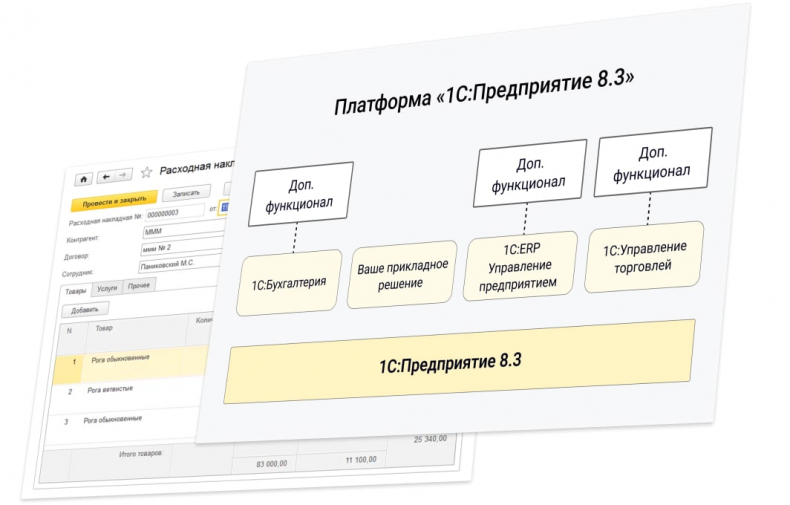 Платформа «1С:Предприятие 8.3»
Доп.
функционал
Доп.
функционал
Доп.
функционал
1С:Бухгалтерия
Ваше прикладное
решение
1С:ERP
Управление
предприятием
1С:Управление
торговлей
1С:Предприятие 8.3
Расходная
Провести и закрыть
Записать
Расходная накладная №: 000000003 от:
Контрагент: МММ
Договор: ммм № 2
Сотрудник: Паниковский М.С.
Товары Услуги Прочее
Добавить
N Товар
1 Рога обыкновенные
2 Рога ветвистые
3 Рога обыкновенные
Итого товаров: 83 000,00 11 100,00 25 340,00